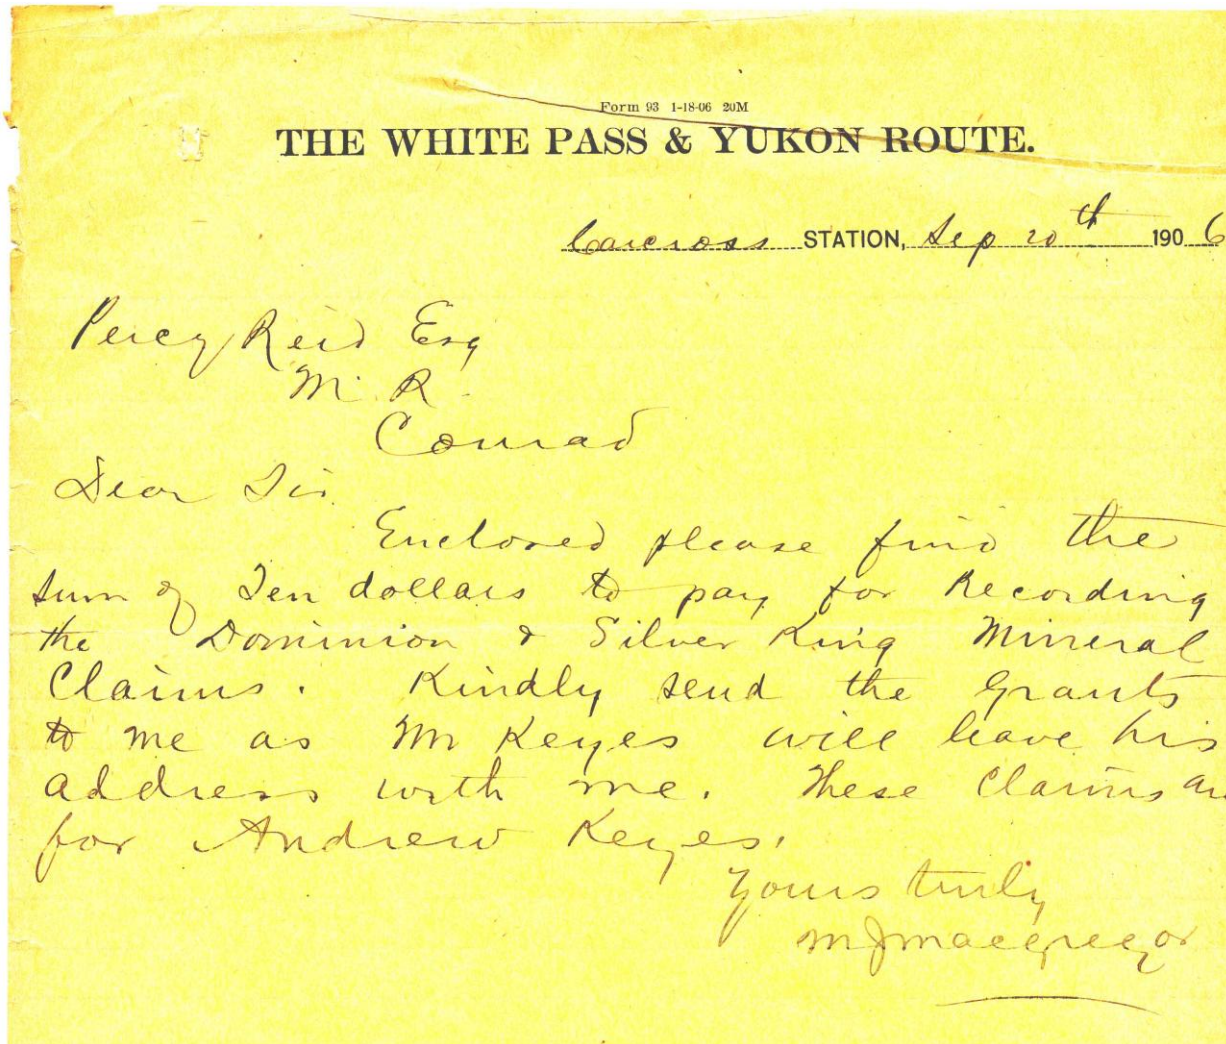 Form 93 1-18-06 20M
THE WHITE PASS & YUKON ROUTE.
Carcross STATION, Sep 20th 1906
Percy Reid Esq
M. R.
Conrad
Dear Sir
Enclosed please find the
sum of Ten dollars to pay for Recording
the Dominion & Silver King Mineral
Claims. Kindly send the Grants
to me as Mr Keyes will leave his
address with me. These Claims are
for Andrew Keyes.
Yours truly
M J Macgregor